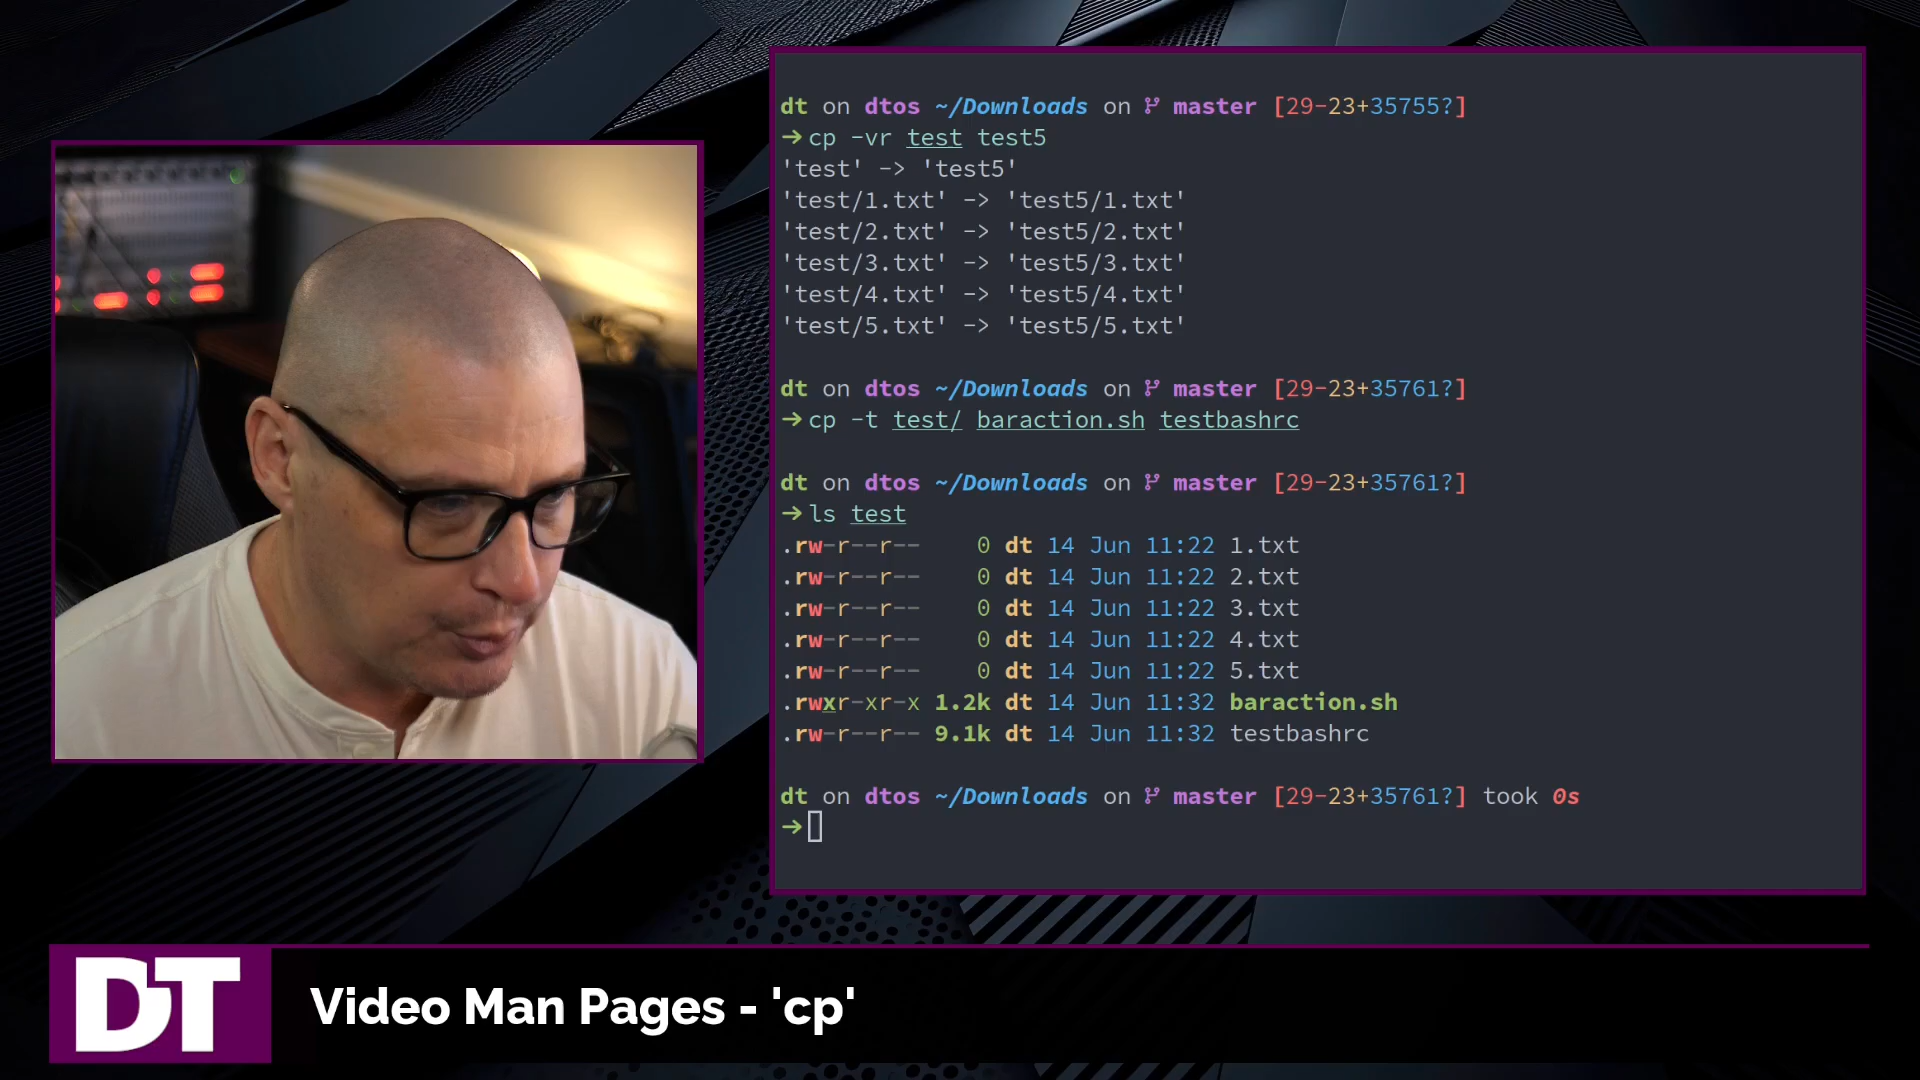 dt on dtos ~/Downloads on master [29-23+35755?]
→cp -vr test test5
'test' -> 'test5'
'test/1.txt' -> 'test5/1.txt'
'test/2.txt' -> 'test5/2.txt'
'test/3.txt' -> 'test5/3.txt'
'test/4.txt' -> 'test5/4.txt'
'test/5.txt' -> 'test5/5.txt'
dt on dtos ~/Downloads on master [29-23+35761?]
→cp -t test/ baraction.sh testbashrc
dt on dtos ~/Downloads on master [29-23+35761?]
→ls test
.rw-r--r-- 0 dt 14 Jun 11:22 1.txt
.rw-r--r-- 0 dt 14 Jun 11:22 2.txt
.rw-r--r-- 0 dt 14 Jun 11:22 3.txt
.rw-r--r-- 0 dt 14 Jun 11:22 4.txt
.rw-r--r-- 0 dt 14 Jun 11:22 5.txt
.rwxr-xr-x 1.2k dt 14 Jun 11:32 baraction.sh
.rw-r--r-- 9.1k dt 14 Jun 11:32 testbashrc
dt on dtos ~/Downloads on master [29-23+35761?] took 0s
→
DT
Video Man Pages - 'cp'